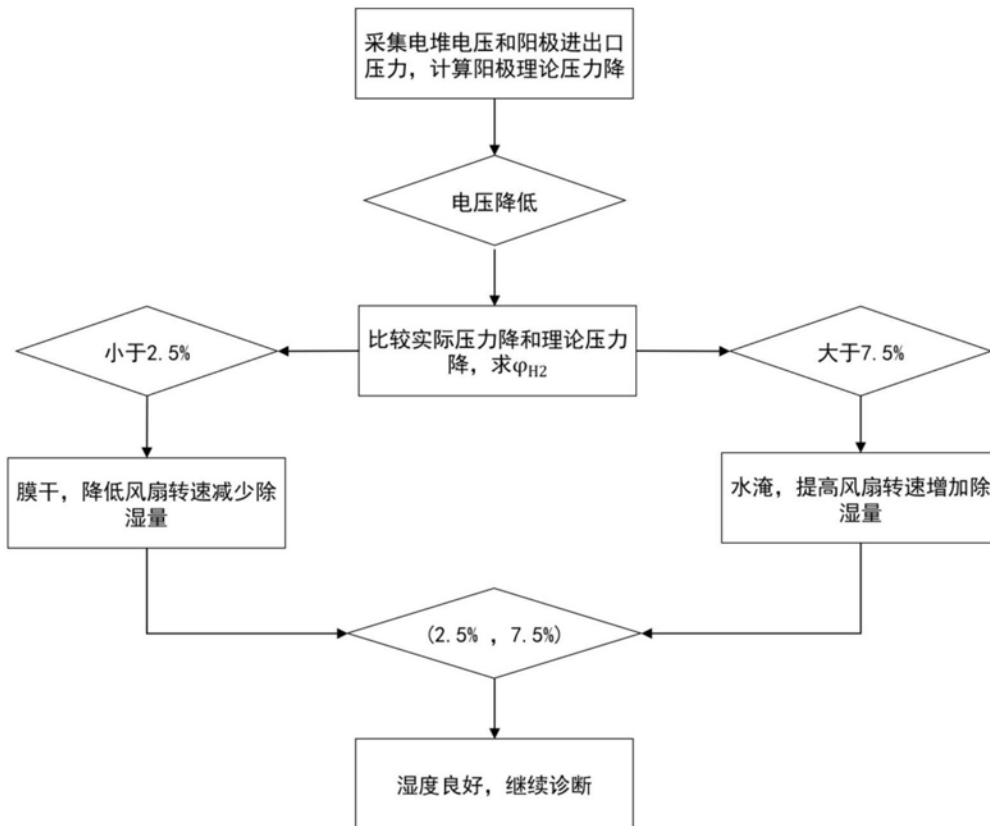 采集电堆电压和阳极进出口
压力，计算阳极理论压力降
电压降低
比较实际压力降和理论压力
降，求φH2
小于2.5%
大于7.5%
膜干，降低风扇转速减少除
湿量
水淹，提高风扇转速增加除
湿量
(2.5% , 7.5%)
湿度良好，继续诊断